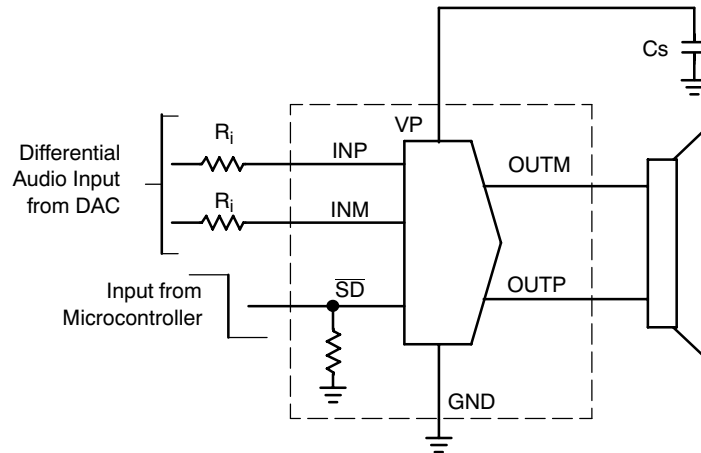 Cs
VP
Differential
Audio Input
from DAC
Ri
INP
Ri
INM
OUTM
OUTP
Input from
Microcontroller
SD
GND